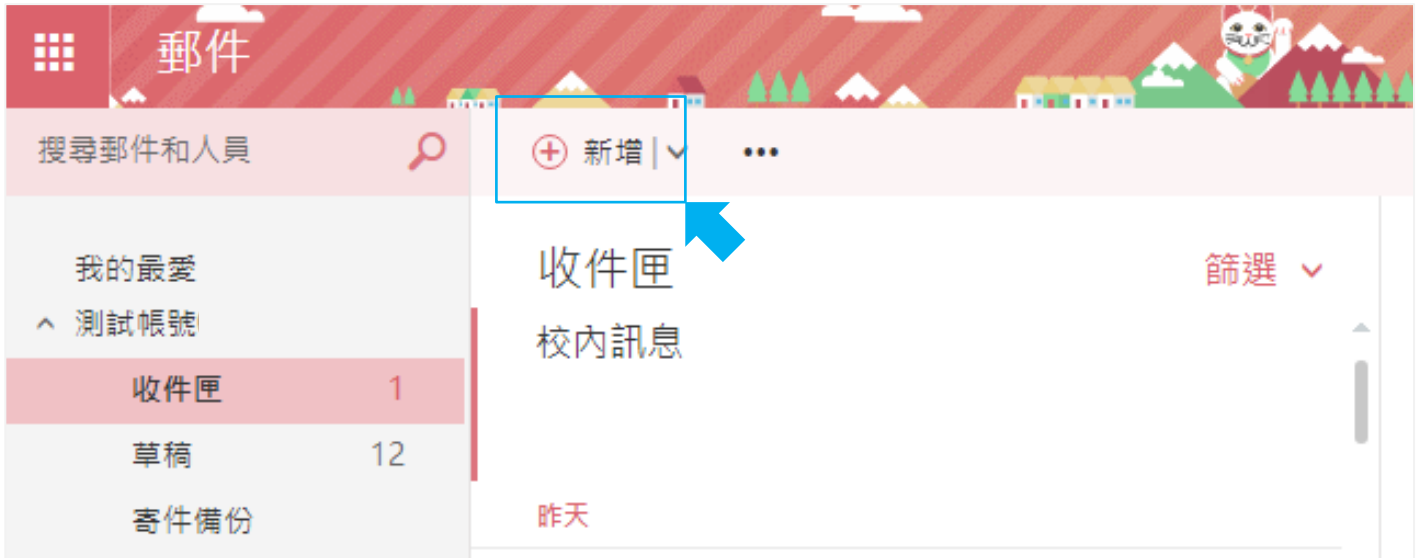 郵件
搜尋郵件和人員
新增
我的最愛
測試帳號
收件匣 1
草稿 12
寄件備份
收件匣
篩選
校內訊息
昨天